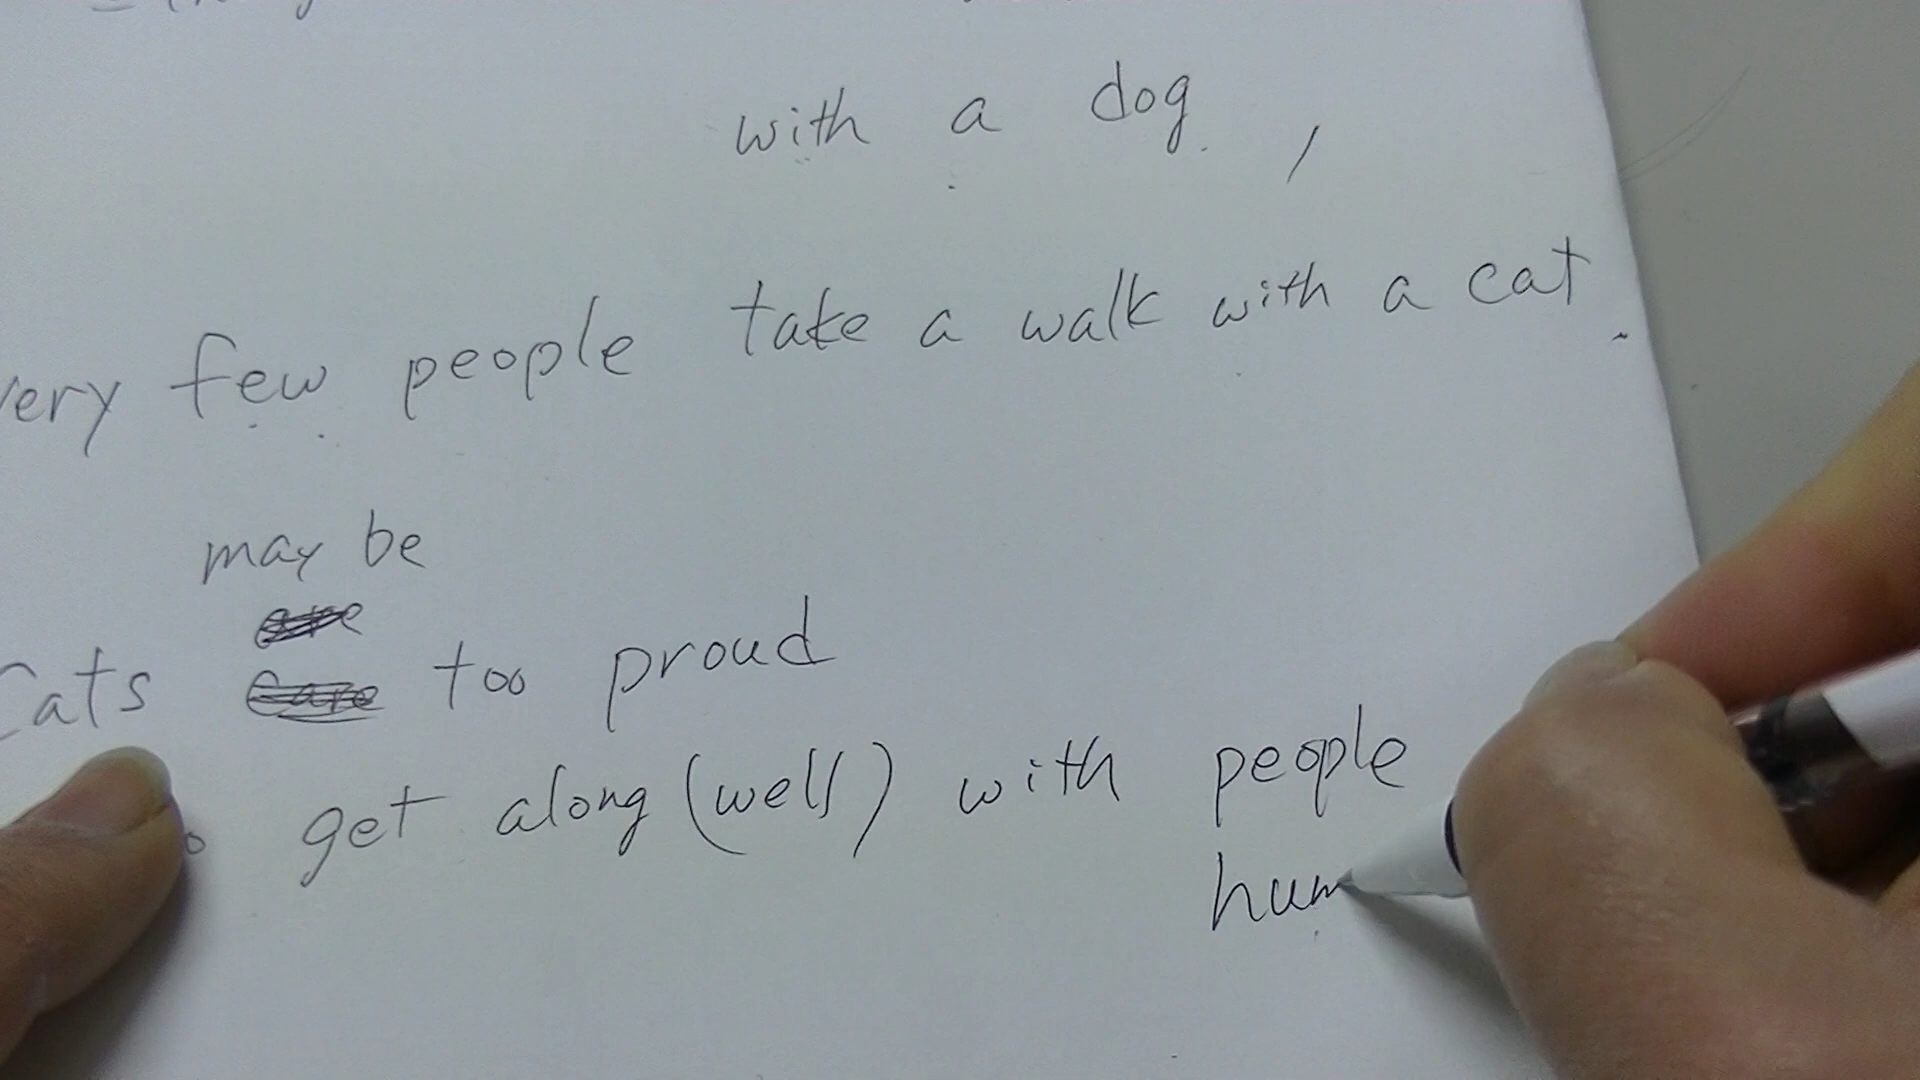 with a dog. ,
very few people take a walk with a cat.
may be
Cats too proud
get along (well) with people
hum